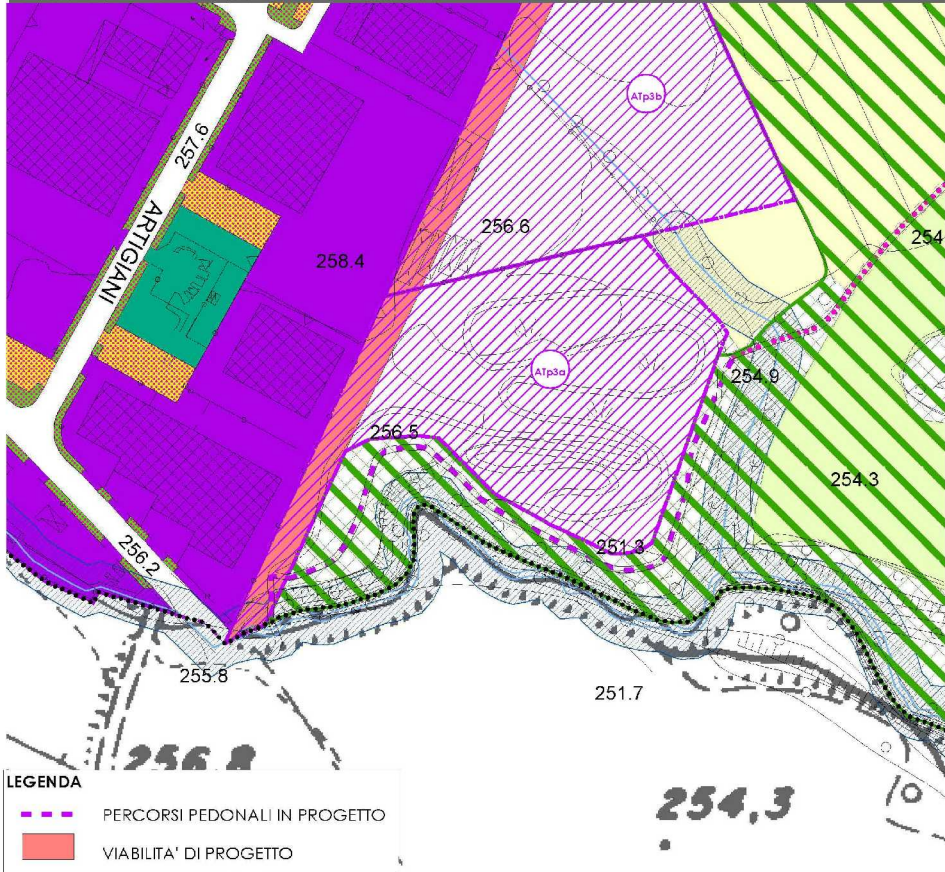 ATp3b
257.6
ARTIGIANI
256.6
254
258.4
ATp3a
254.9
256.5
254.3
251.3
256.2
255.8
251.7
256.8
254,3
LEGENDA
PERCORSI PEDONALI IN PROGETTO
VIABILITA' DI PROGETTO